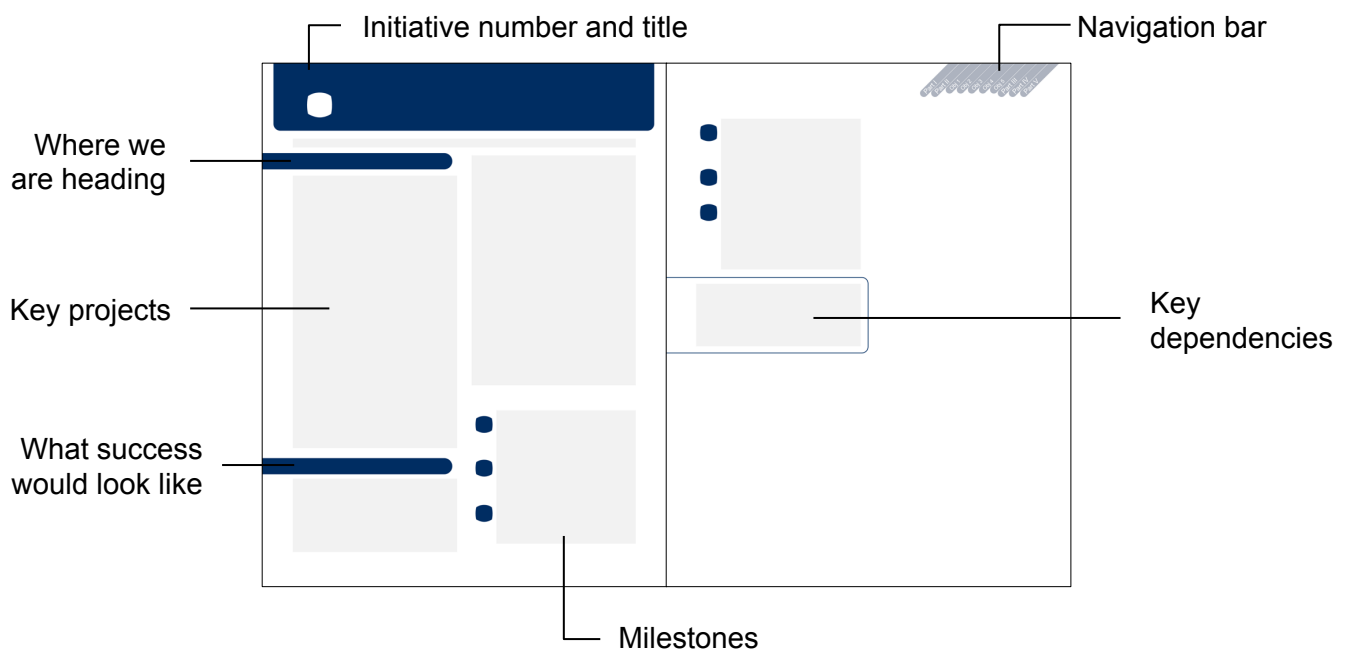 Initiative number and title
Navigation bar
Where we
are heading
Key projects
Key
dependencies
What success
would look like
Milestones